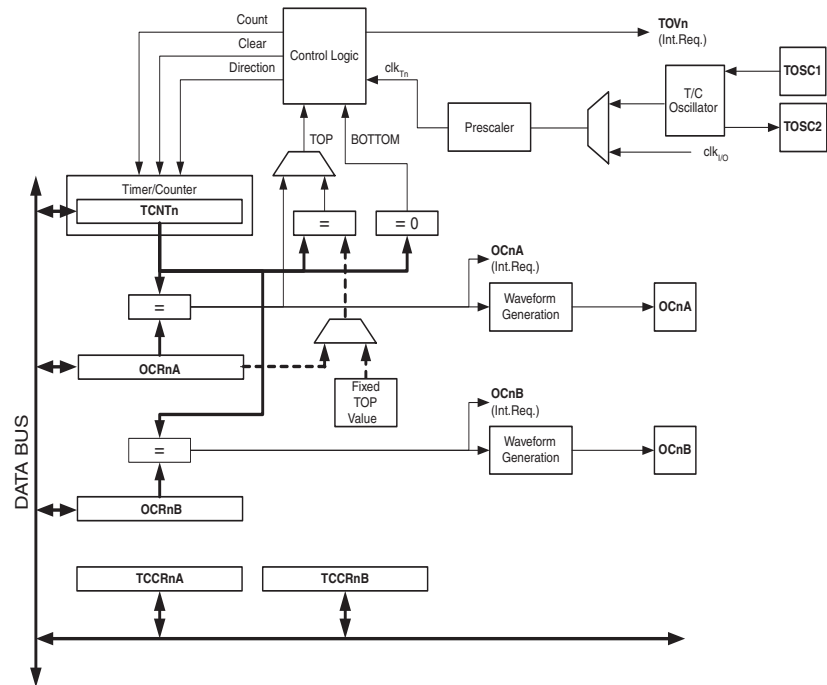 Count
Clear
Direction
Control Logic
TOVn
(Int.Req.)
clkTn
TOSC1
T/C
Oscillator
TOSC2
Prescaler
TOP
BOTTOM
clkI/O
Timer/Counter
TCNTn
=
= 0
OCnA
(Int.Req.)
=
Waveform
Generation
OCnA
OCRnA
Fixed
TOP
Value
OCnB
(Int.Req.)
=
Waveform
Generation
OCnB
DATA BUS
OCRnB
TCCRnA
TCCRnB